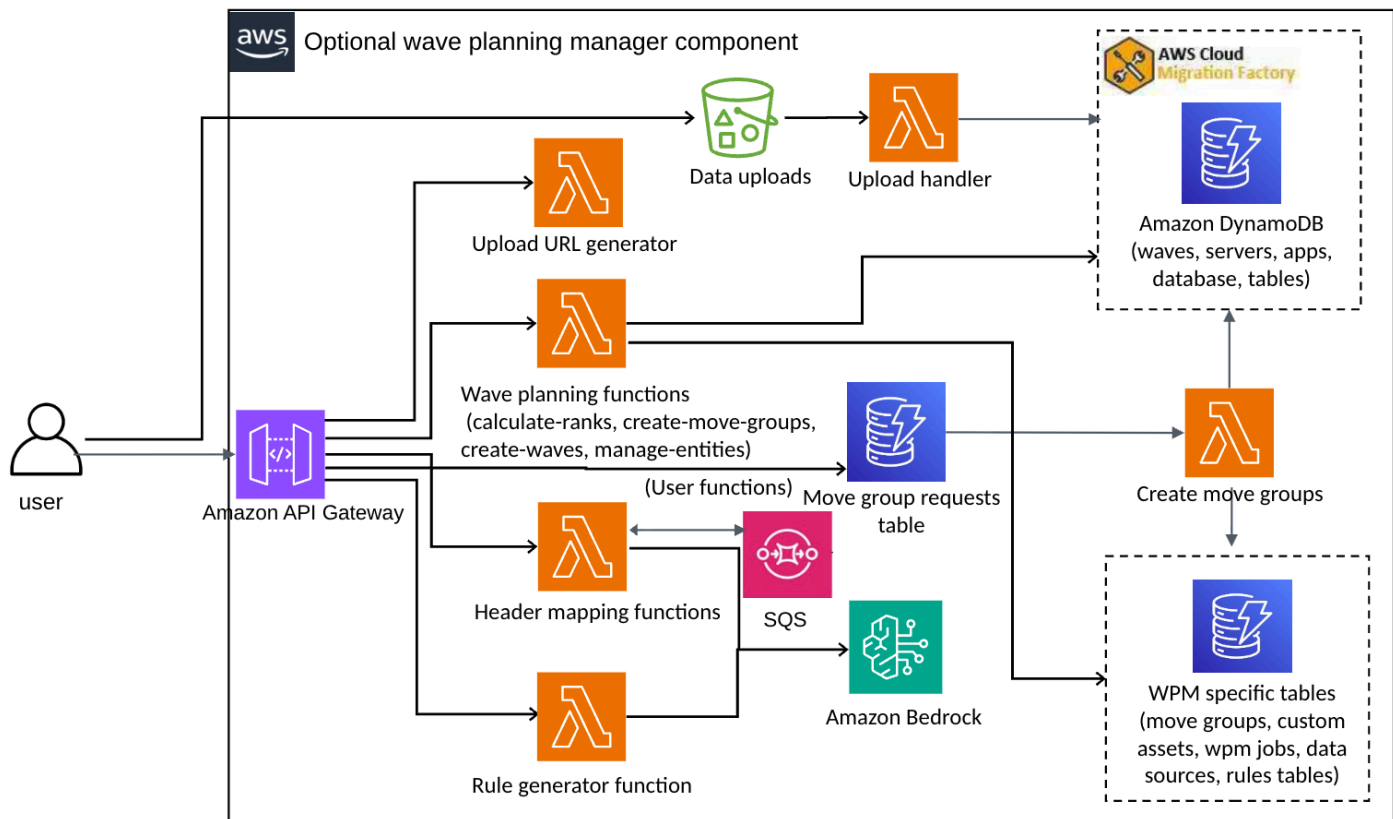 aws
Optional wave planning manager component
AWS Cloud
Migration Factory
Data uploads
Upload handler
Upload URL generator
Amazon DynamoDB
(waves, servers, apps,
database, tables)
Wave planning functions
(calculate-ranks, create-move-groups,
create-waves, manage-entities)
user
Amazon API Gateway
(User functions)
Move group requests
table
Create move groups
Header mapping functions
SQS
Amazon Bedrock
WPM specific tables
(move groups, custom
assets, wpm jobs, data
sources, rules tables)
Rule generator function